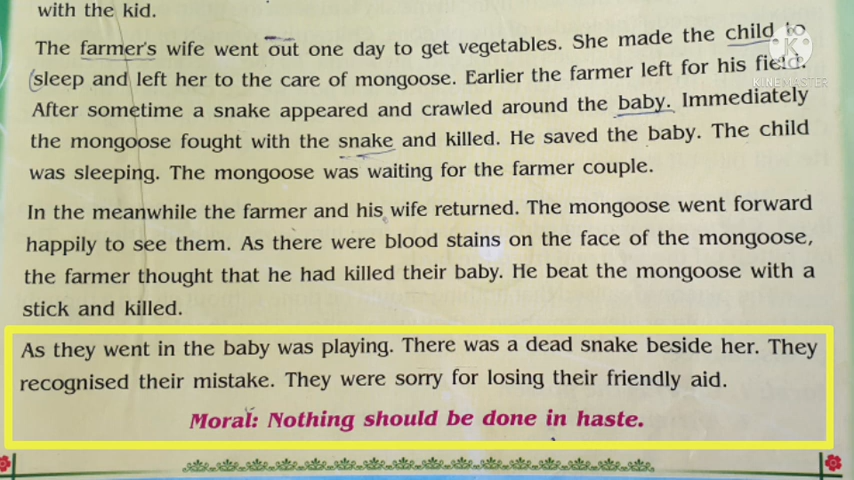 with the kid.
The farmer's wife went out one day to get vegetables. She made the child to
sleep and left her to the care of mongoose. Earlier the farmer left for his field.
After sometime a snake appeared and crawled around the baby. Immediately
the mongoose fought with the snake and killed. He saved the baby. The child
was sleeping. The mongoose was waiting for the farmer couple.
In the meanwhile the farmer and his wife returned. The mongoose went forward
happily to see them. As there were blood stains on the face of the mongoose,
the farmer thought that he had killed their baby. He beat the mongoose with a
stick and killed.
As they went in the baby was playing. There was a dead snake beside her. They
recognised their mistake. They were sorry for losing their friendly aid.
Moral: Nothing should be done in haste.
K
KINEMASTER